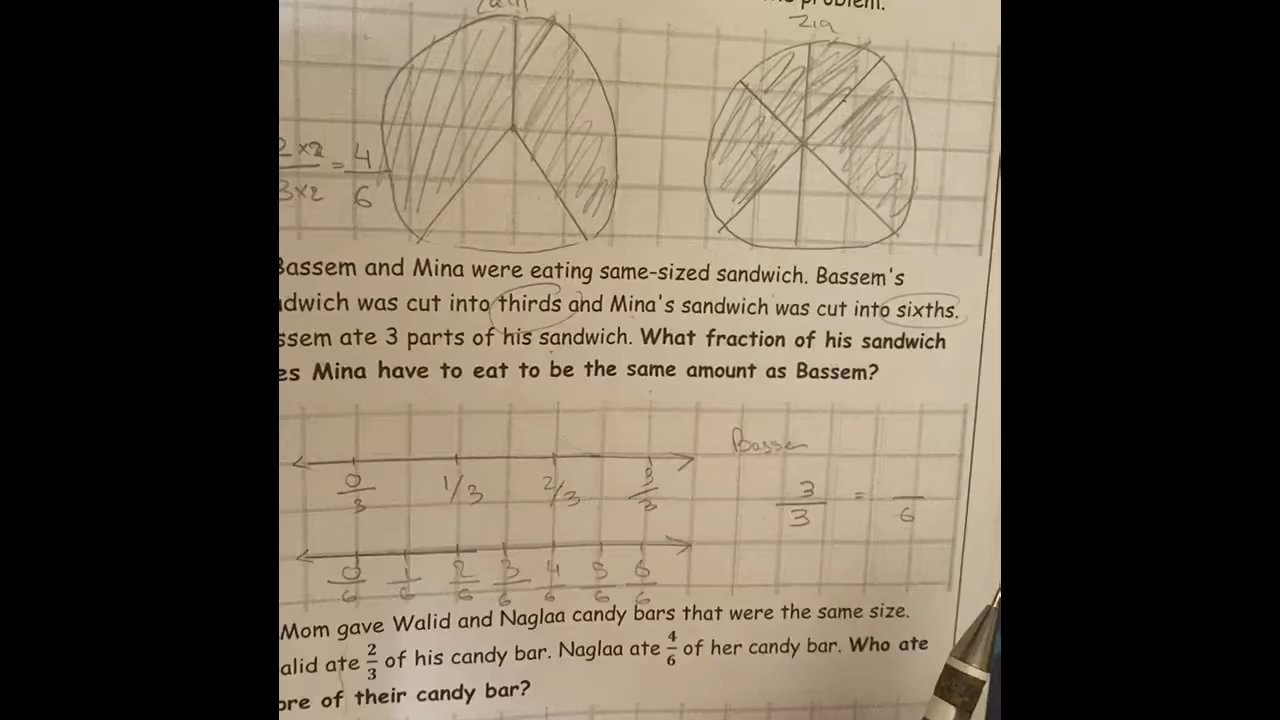 problem.
Zia
2×2 = 4
3×2 6
Bassem and Mina were eating same-sized sandwich. Bassem's
dwich was cut into thirds and Mina's sandwich was cut into sixths.
ssem ate 3 parts of his sandwich. What fraction of his sandwich
es Mina have to eat to be the same amount as Bassem?
Basse
0/3 1/3 2/3 3/3
3/3 = /6
0/6 1/6 2/6 3/6 4/6 5/6 6/6
Mom gave Walid and Naglaa candy bars that were the same size.
alid ate 2/3 of his candy bar. Naglaa ate 4/6 of her candy bar. Who ate
ore of their candy bar?